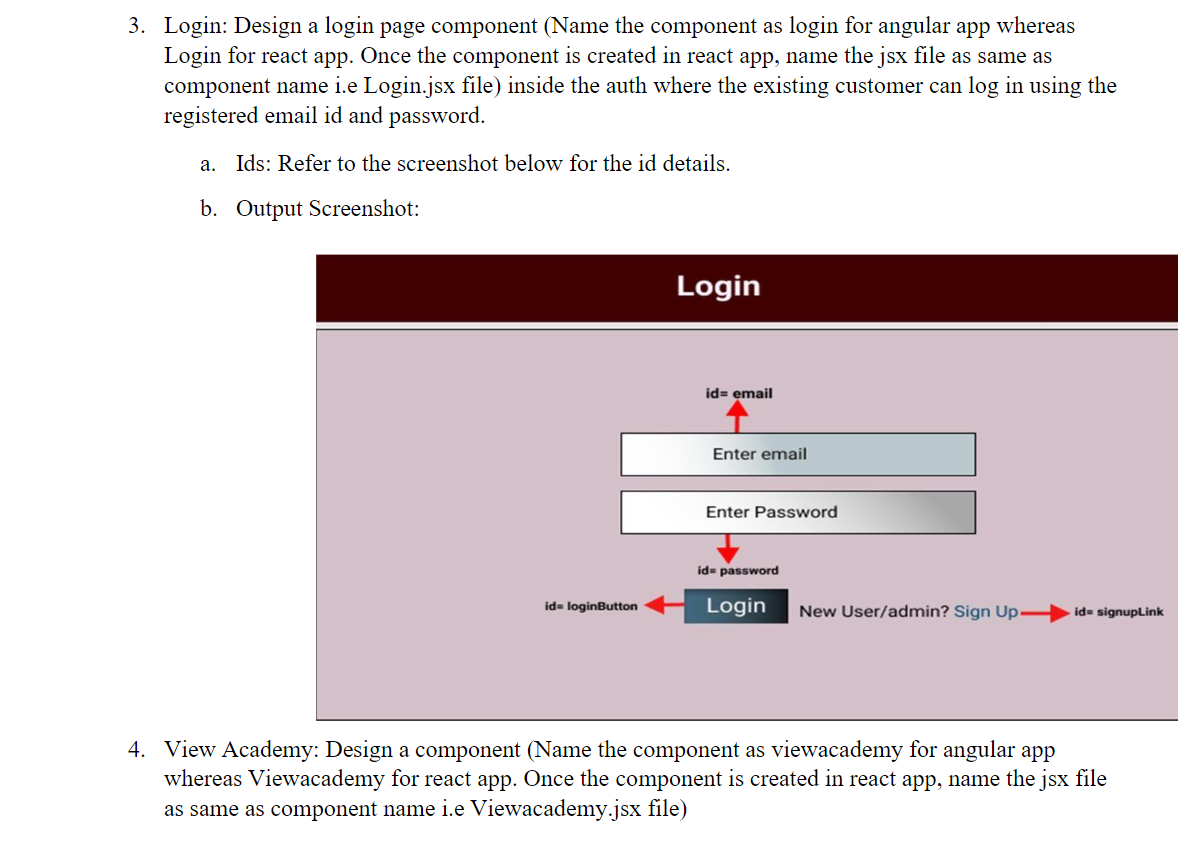 3. Login: Design a login page component (Name the component as login for angular app whereas
Login for react app. Once the component is created in react app, name the jsx file as same as
component name i.e Login.jsx file) inside the auth where the existing customer can log in using the
registered email id and password.
a. Ids: Refer to the screenshot below for the id details.
b. Output Screenshot:
Login
id= email
Enter email
Enter Password
id= password
id= loginButton Login New User/admin? Sign Up id= signupLink
4. View Academy: Design a component (Name the component as viewacademy for angular app
whereas Viewacademy for react app. Once the component is created in react app, name the jsx file
as same as component name i.e Viewacademy.jsx file)